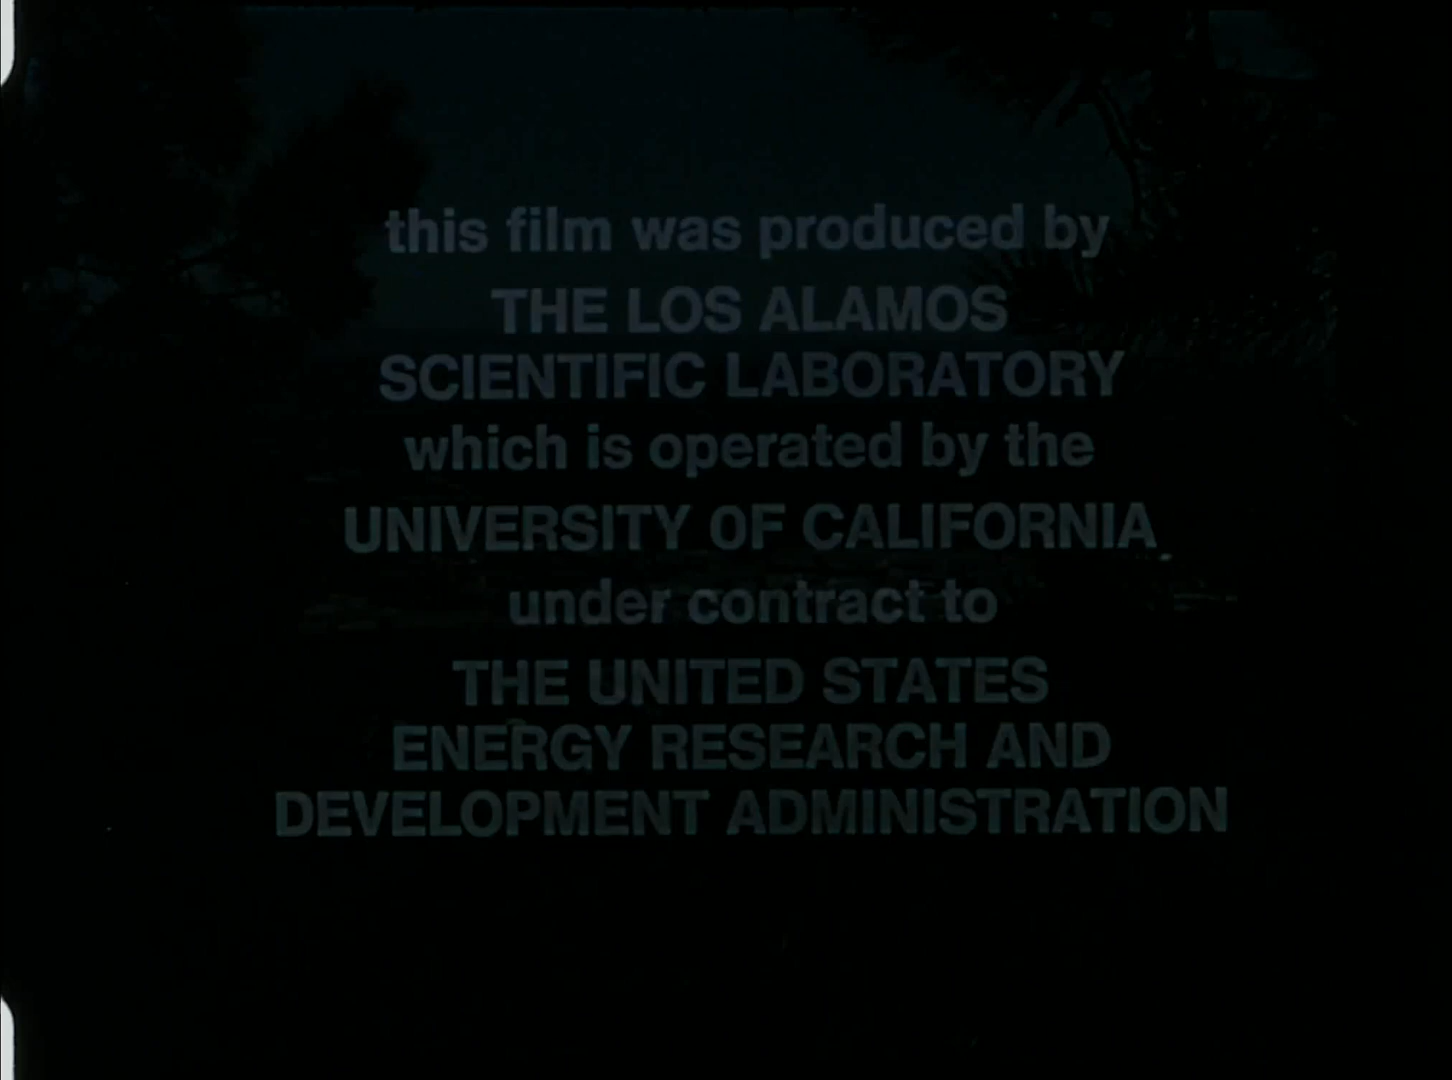 this film was produced by
THE LOS ALAMOS
SCIENTIFIC LABORATORY
which is operated by the
UNIVERSITY OF CALIFORNIA
under contract to
THE UNITED STATES
ENERGY RESEARCH AND
DEVELOPMENT ADMINISTRATION